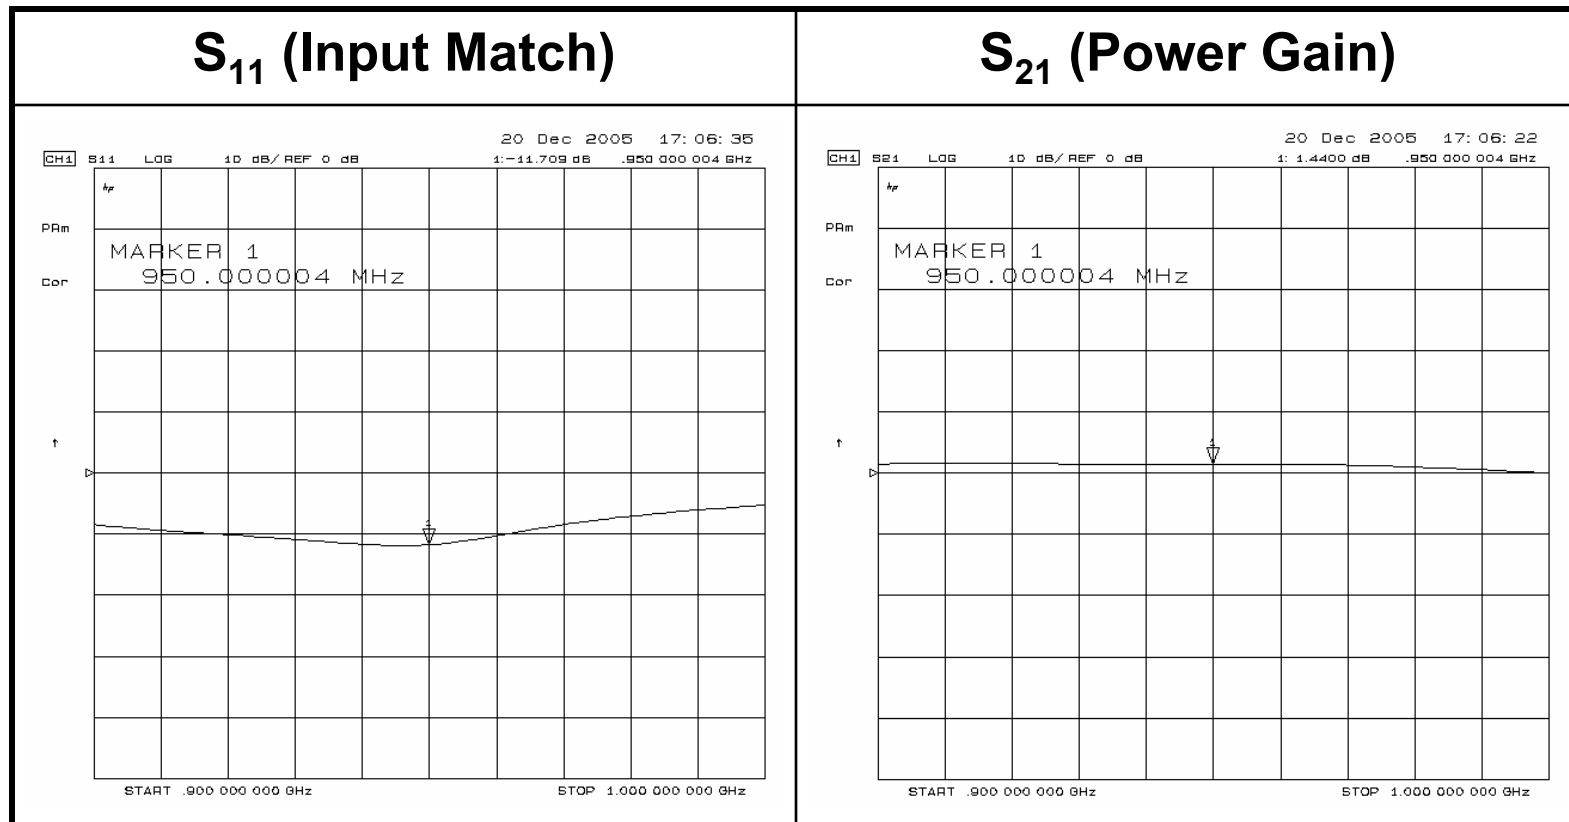 S11 (Input Match)
S21 (Power Gain)
20 Dec 2005 17:06:35
CH1 S11 LOG 10 dB/ REF 0 dB 1:-11.709 dB .950 000 004 GHz
hp
PRm
MARKER 1
950.000004 MHz
Cor
1
START .900 000 000 GHz STOP 1.000 000 000 GHz
20 Dec 2005 17:06:22
CH1 S21 LOG 10 dB/ REF 0 dB 1: 1.4400 dB .950 000 004 GHz
hp
PRm
MARKER 1
950.000004 MHz
Cor
1
START .900 000 000 GHz STOP 1.000 000 000 GHz